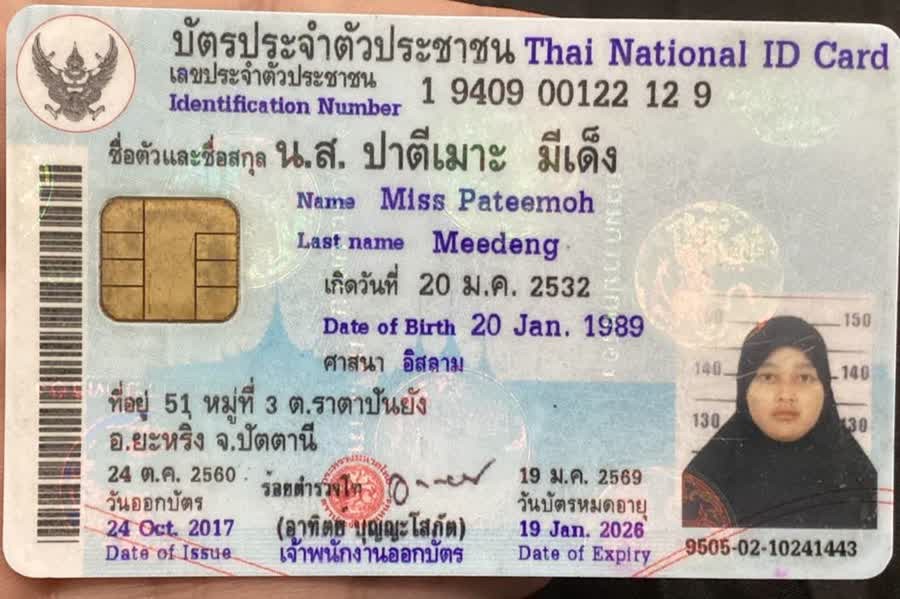 บัตรประจำตัวประชาชน Thai National ID Card
เลขประจำตัวประชาชน
Identification Number 1 9409 00122 12 9
ชื่อตัวและชื่อสกุล น.ส. ปาตีเมาะ มีเด็ง
Name Miss Pateemoh
Last name Meedeng
เกิดวันที่ 20 ม.ค. 2532
Date of Birth 20 Jan. 1989
ศาสนา อิสลาม
ที่อยู่ 51 หมู่ที่ 3 ต.ราตาปันยัง
อ.ยะหริ่ง จ.ปัตตานี
24 ต.ค. 2560
วันออกบัตร
24 Oct. 2017
Date of Issue
ร้อยตำรวจโท
(อาทิตย์ บุญญะโสภัต)
เจ้าพนักงานออกบัตร
19 ม.ค. 2569
วันบัตรหมดอายุ
19 Jan. 2026
Date of Expiry
150
140 140
130 130
9505-02-10241443